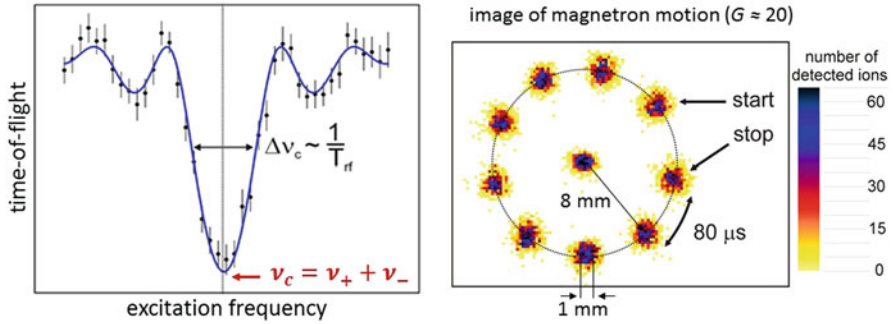 time-of-flight
Δν_c ~ 1/T_rf
ν_c = ν_+ + ν_-
excitation frequency
image of magnetron motion (G ≈ 20)
start
stop
8 mm
80 μs
1 mm
number of
detected ions
60
45
30
15
0